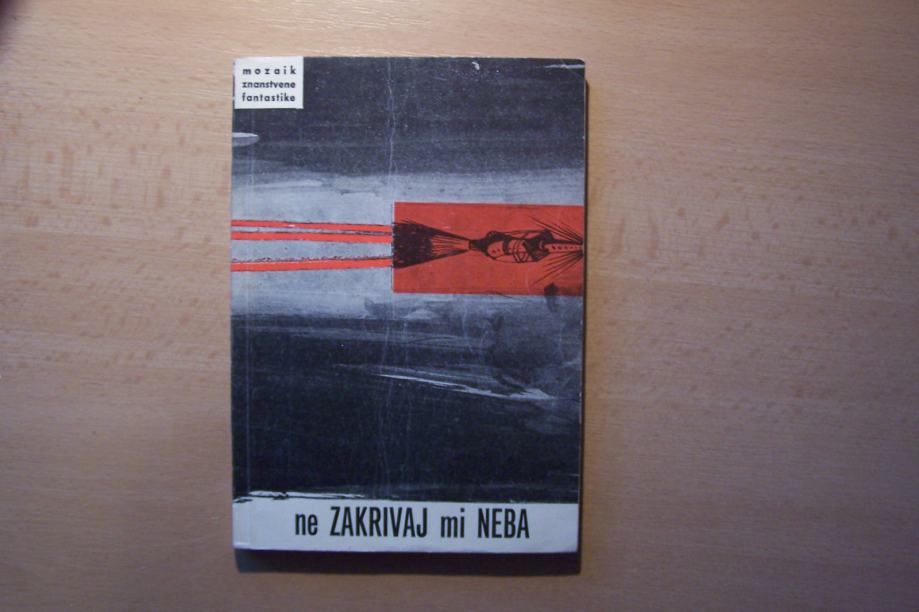 mozaik
znanstvene
fantastike
ne ZAKRIVAJ mi NEBA